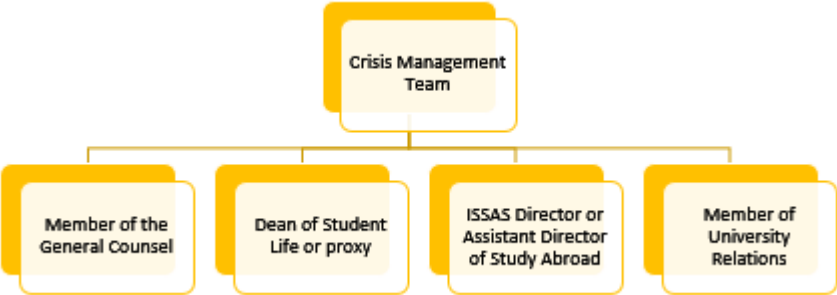 Crisis Management
Team
Member of the
General Counsel
Dean of Student
Life or proxy
ISSAS Director or
Assistant Director
of Study Abroad
Member of
University
Relations